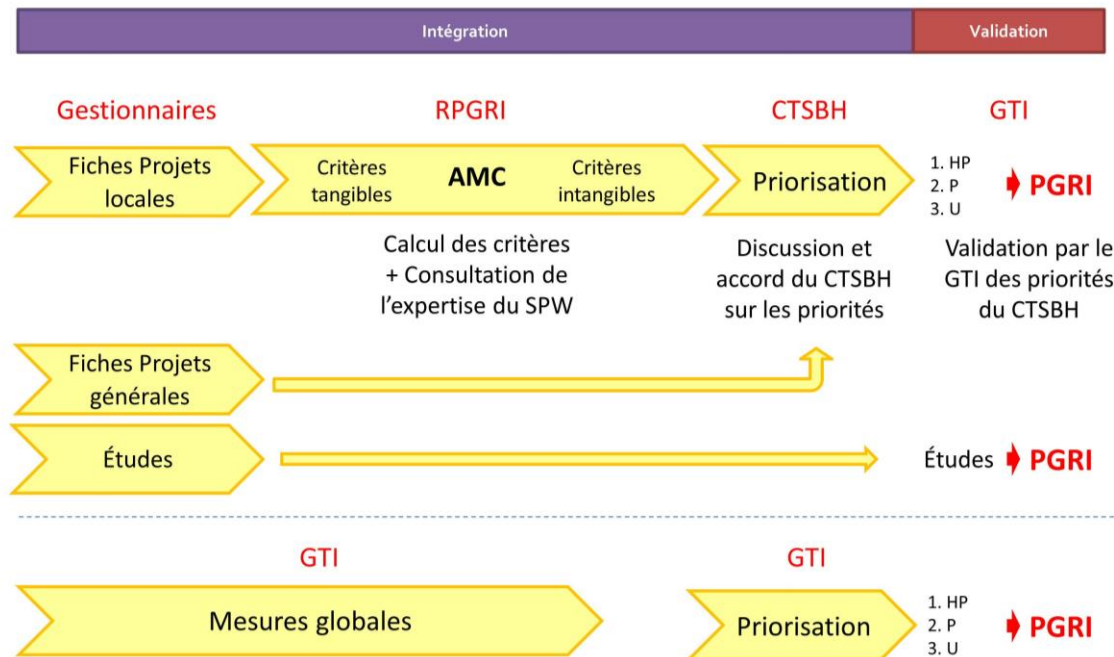 Intégration
Validation
Gestionnaires
RPGRI
CTSBH
GTI
Fiches Projets
locales
Critères
tangibles
AMC
Critères
intangibles
Priorisation
1. HP
2. P
3. U
PGRI
Calcul des critères
+ Consultation de
l'expertise du SPW
Discussion et
accord du CTSBH
sur les priorités
Validation par le
GTI des priorités
du CTSBH
Fiches Projets
générales
Études
Études
PGRI
GTI
GTI
Mesures globales
Priorisation
1. HP
2. P
3. U
PGRI